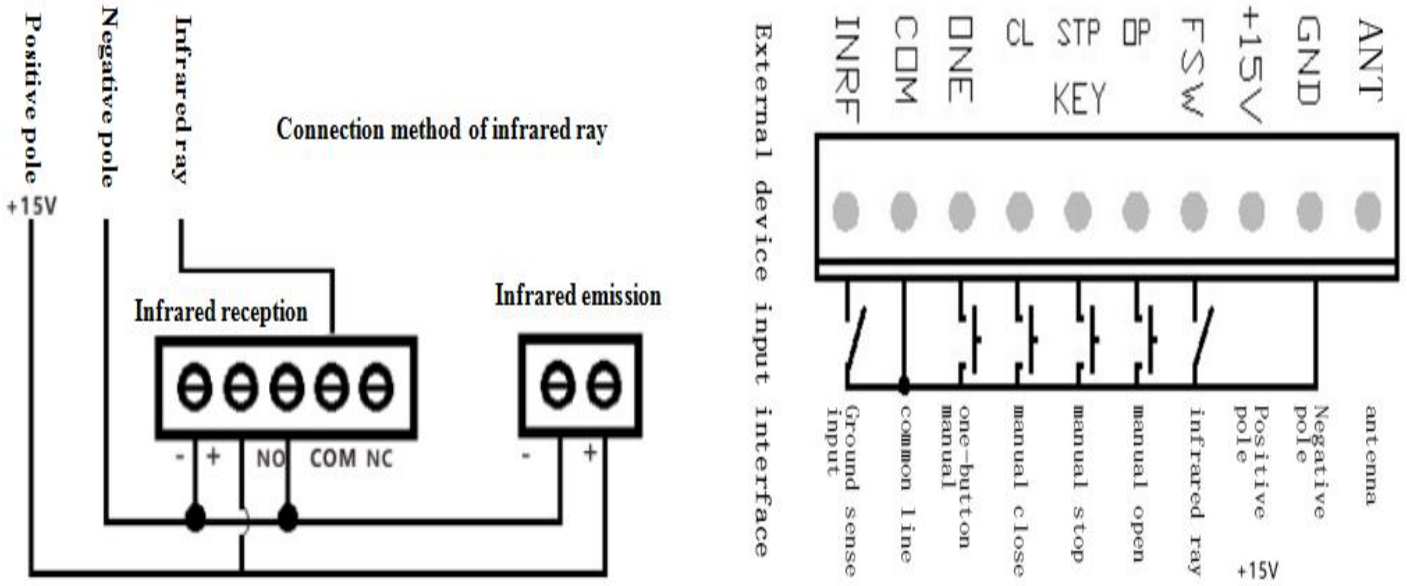 Positive pole
Negative pole
Infrared ray
+15V
Connection method of infrared ray
Infrared reception
Infrared emission
- + NO COM NC
- +
External device input interface
INRF
COM
ONE
CL STP OP
KEY
FSW
+15V
GND
ANT
Ground sense
input
common line
one-button
manual
manual close
manual stop
manual open
infrared ray
Positive
pole
+15V
Negative
pole
antenna